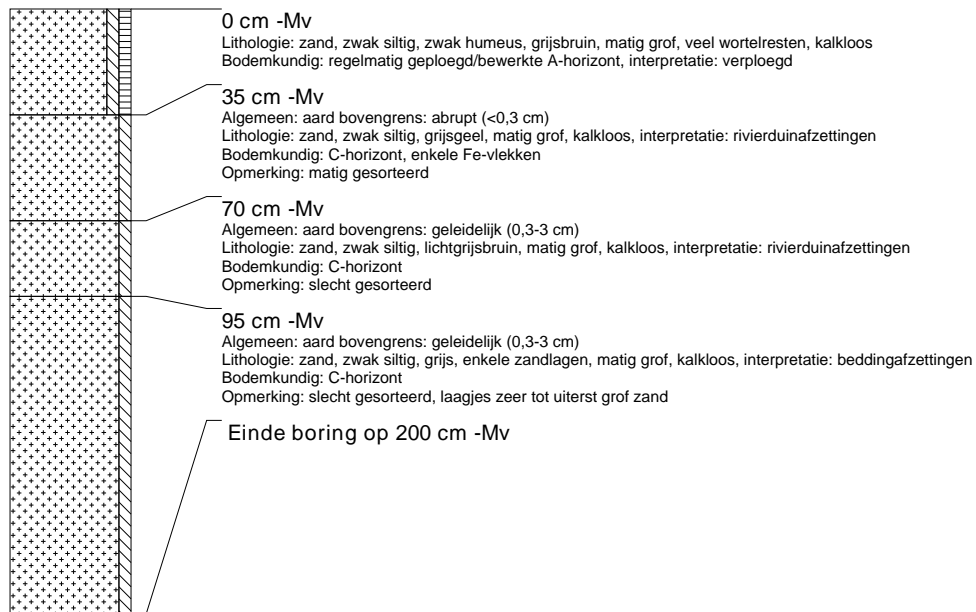 0 cm -Mv
Lithologie: zand, zwak siltig, zwak humeus, grijsbruin, matig grof, veel wortelresten, kalkloos
Bodemkundig: regelmatig geploegd/bewerkte A-horizont, interpretatie: verploegd
35 cm -Mv
Algemeen: aard bovengrens: abrupt (<0,3 cm)
Lithologie: zand, zwak siltig, grijsgeel, matig grof, kalkloos, interpretatie: rivierduinafzettingen
Bodemkundig: C-horizont, enkele Fe-vlekken
Opmerking: matig gesorteerd
70 cm -Mv
Algemeen: aard bovengrens: geleidelijk (0,3-3 cm)
Lithologie: zand, zwak siltig, lichtgrijsbruin, matig grof, kalkloos, interpretatie: rivierduinafzettingen
Bodemkundig: C-horizont
Opmerking: slecht gesorteerd
95 cm -Mv
Algemeen: aard bovengrens: geleidelijk (0,3-3 cm)
Lithologie: zand, zwak siltig, grijs, enkele zandlagen, matig grof, kalkloos, interpretatie: beddingafzettingen
Bodemkundig: C-horizont
Opmerking: slecht gesorteerd, laagjes zeer tot uiterst grof zand
Einde boring op 200 cm -Mv